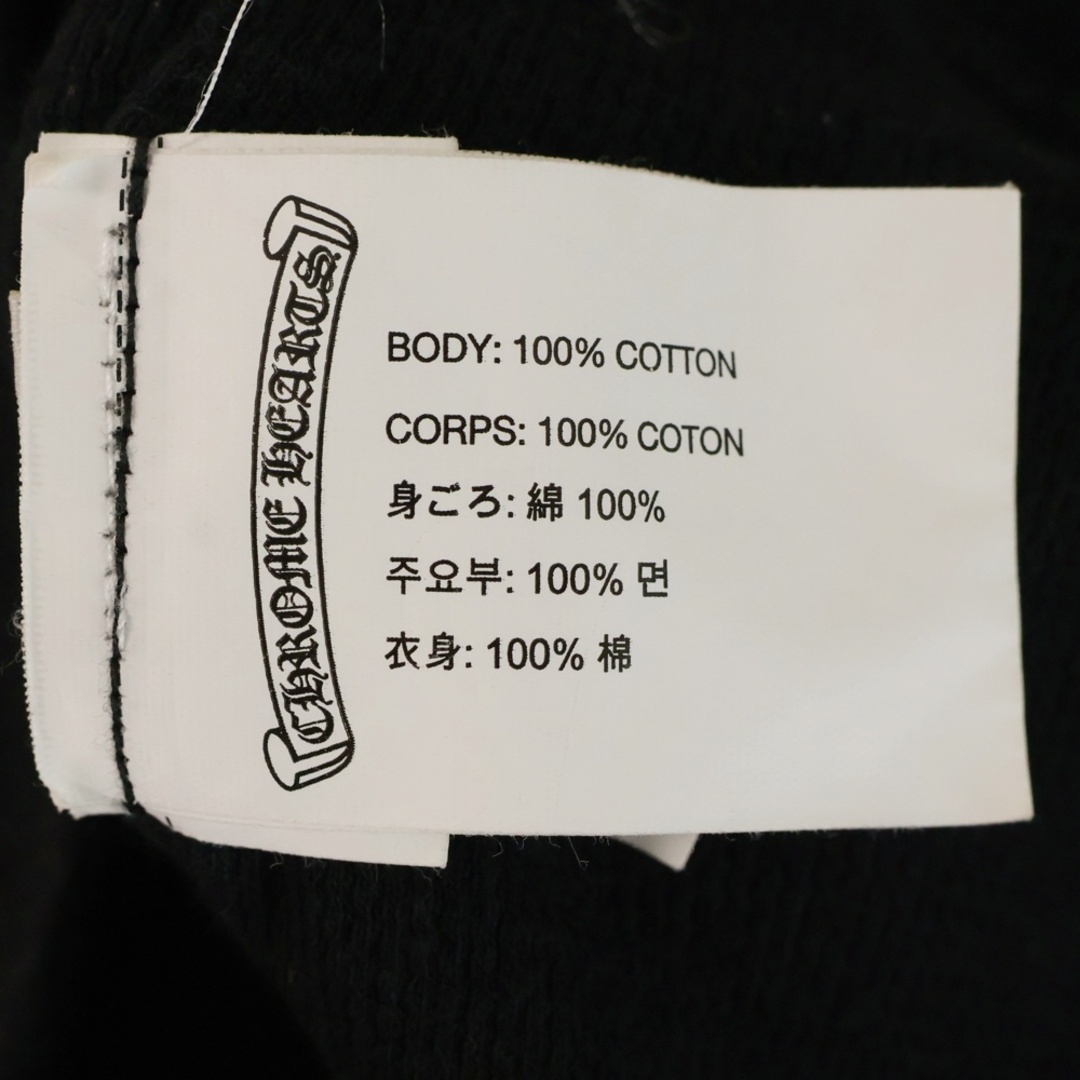 CHROME HEARTS
BODY: 100% COTTON
CORPS: 100% COTON
身ごろ: 綿 100%
주요부: 100% 면
衣身: 100% 棉